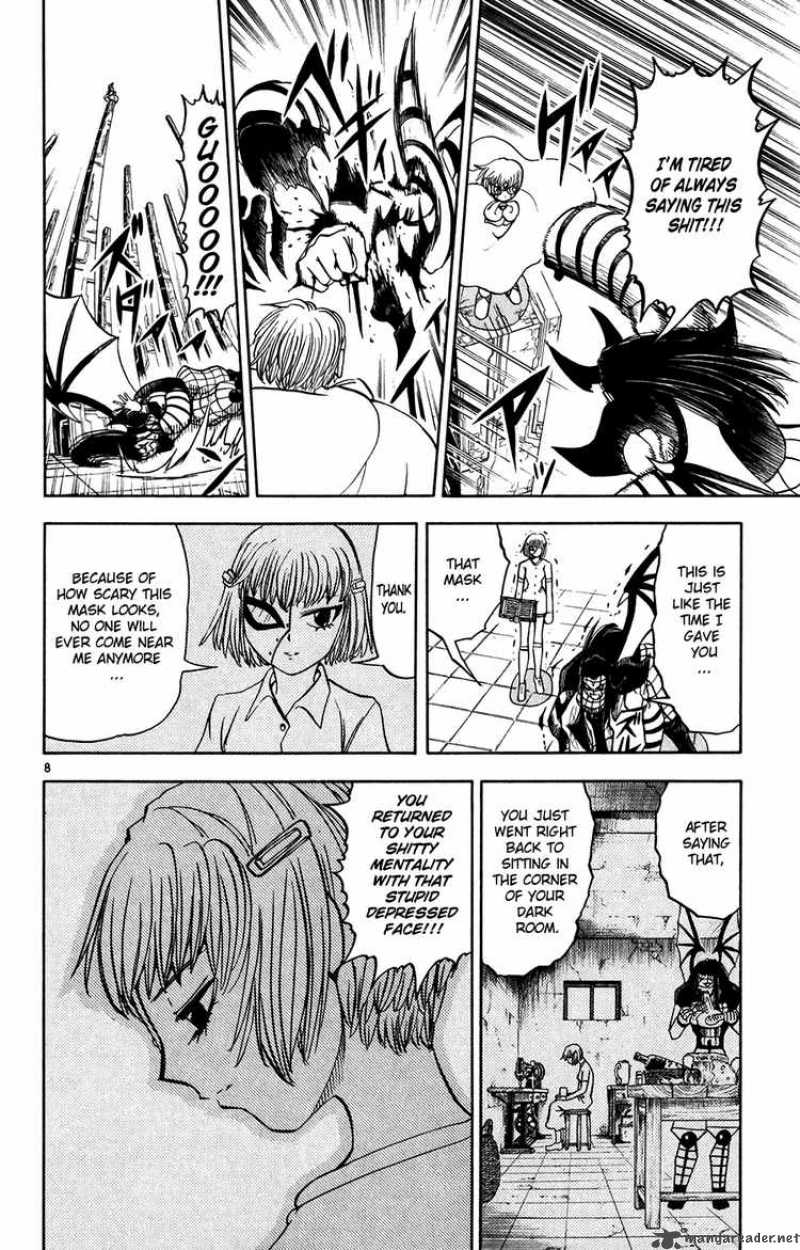 I'M TIRED
OF ALWAYS
SAYING THIS
SHIT!!!
GUOOOOOO!!!
THIS IS
JUST
LIKE THE
TIME I
GAVE
YOU ...
THAT
MASK
...
THANK
YOU.
BECAUSE OF
HOW SCARY THIS
MASK LOOKS,
NO ONE WILL
EVER COME NEAR
ME ANYMORE
...
AFTER
SAYING
THAT,
YOU JUST
WENT RIGHT
BACK TO
SITTING IN
THE CORNER
OF YOUR
DARK
ROOM.
YOU
RETURNED
TO YOUR
SHITTY
MENTALITY
WITH THAT
STUPID
DEPRESSED
FACE!!!
8
mangareader.net